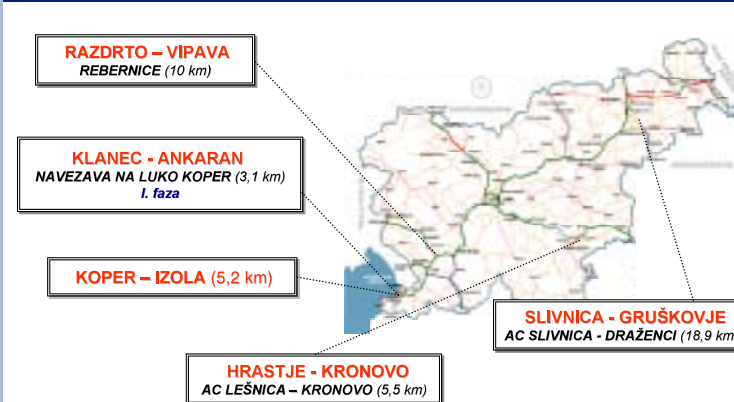 RAZDRTO – VIPAVA
REBERNICE (10 km)
KLANEC - ANKARAN
NAVEZAVA NA LUKO KOPER (3,1 km)
I. faza
KOPER – IZOLA (5,2 km)
SLIVNICA - GRUŠKOVJE
AC SLIVNICA - DRAŽENCI (18,9 km
HRASTJE - KRONOVO
AC LEŠNICA – KRONOVO (5,5 km)